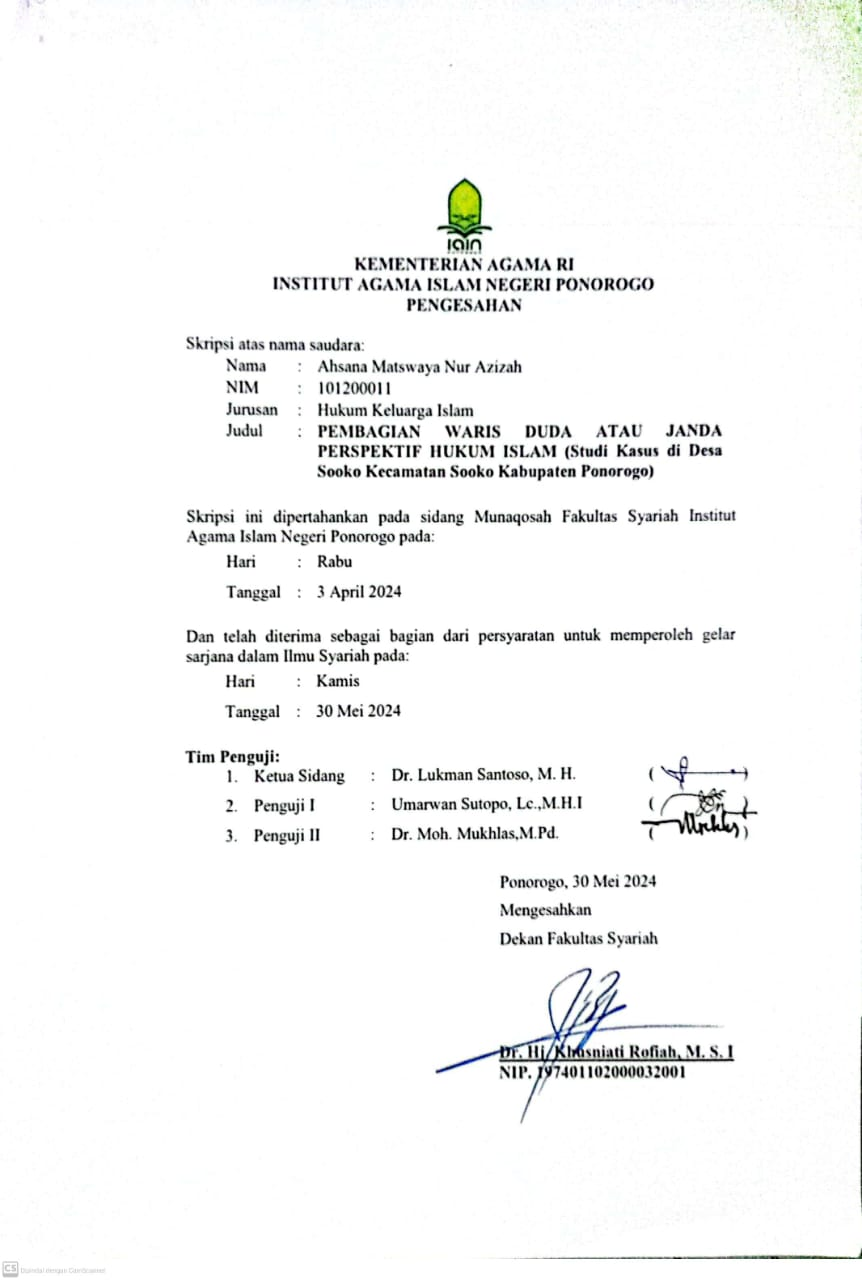 iain
KEMENTERIAN AGAMA RI
INSTITUT AGAMA ISLAM NEGERI PONOROGO
PENGESAHAN
Skripsi atas nama saudara:
Nama : Ahsana Matswaya Nur Azizah
NIM : 101200011
Jurusan : Hukum Keluarga Islam
Judul : PEMBAGIAN WARIS DUDA ATAU JANDA
PERSPEKTIF HUKUM ISLAM (Studi Kasus di Desa
Sooko Kecamatan Sooko Kabupaten Ponorogo)
Skripsi ini dipertahankan pada sidang Munaqosah Fakultas Syariah Institut
Agama Islam Negeri Ponorogo pada:
Hari : Rabu
Tanggal : 3 April 2024
Dan telah diterima sebagai bagian dari persyaratan untuk memperoleh gelar
sarjana dalam Ilmu Syariah pada:
Hari : Kamis
Tanggal : 30 Mei 2024
Tim Penguji:
1. Ketua Sidang : Dr. Lukman Santoso, M. H. ( )
2. Penguji I : Umarwan Sutopo, Lc.,M.H.I ( )
3. Penguji II : Dr. Moh. Mukhlas,M.Pd. ( )
Ponorogo, 30 Mei 2024
Mengesahkan
Dekan Fakultas Syariah
Dr. Hj. Khusniati Rofiah, M. S. I
NIP. 197401102000032001
CS Dipindai dengan CamScanner